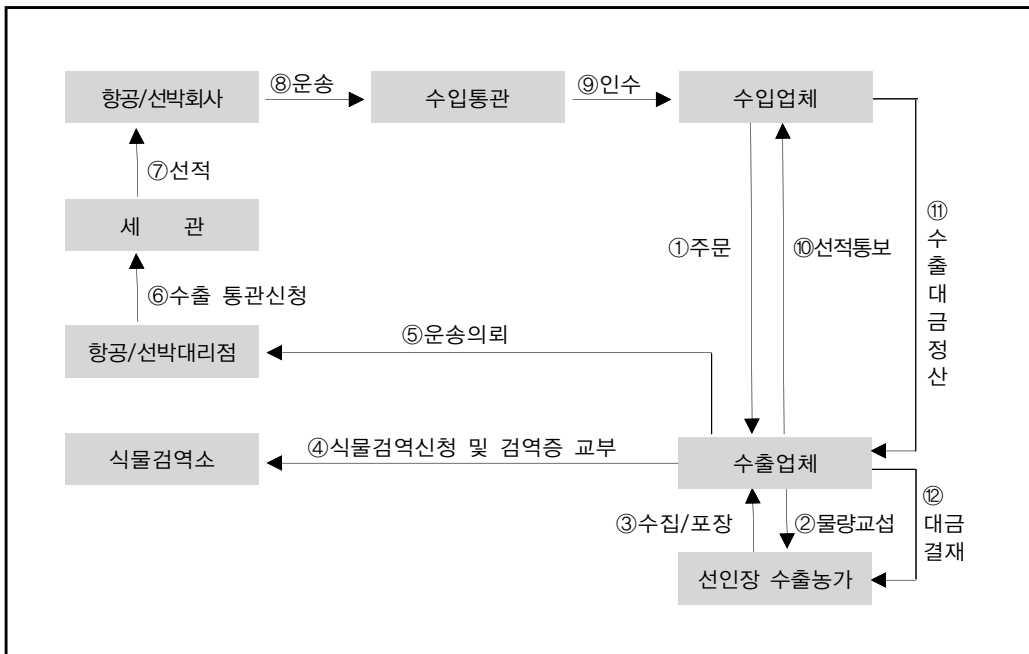 항공/선박회사
⑧운송
수입통관
⑨인수
수입업체
⑦선적
세 관
①주문
⑩선적통보
⑪
수
출
대
금
정
산
⑥수출 통관신청
⑤운송의뢰
항공/선박대리점
④식물검역신청 및 검역증 교부
식물검역소
수출업체
③수집/포장
②물량교섭
⑫
대금
결재
선인장 수출농가